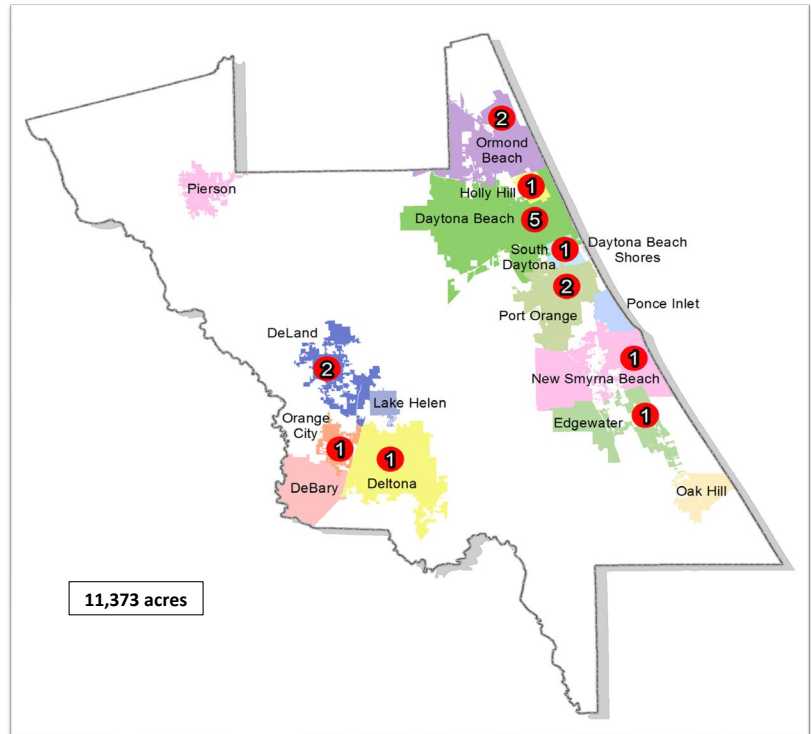 2
Ormond
Beach
Pierson
1
Holly Hill
Daytona Beach
5
South
Daytona
1
Daytona Beach
Shores
2
Port Orange
Ponce Inlet
DeLand
2
1
New Smyrna Beach
Lake Helen
Orange
City
1
Edgewater
1
1
DeBary
Deltona
Oak Hill
11,373 acres